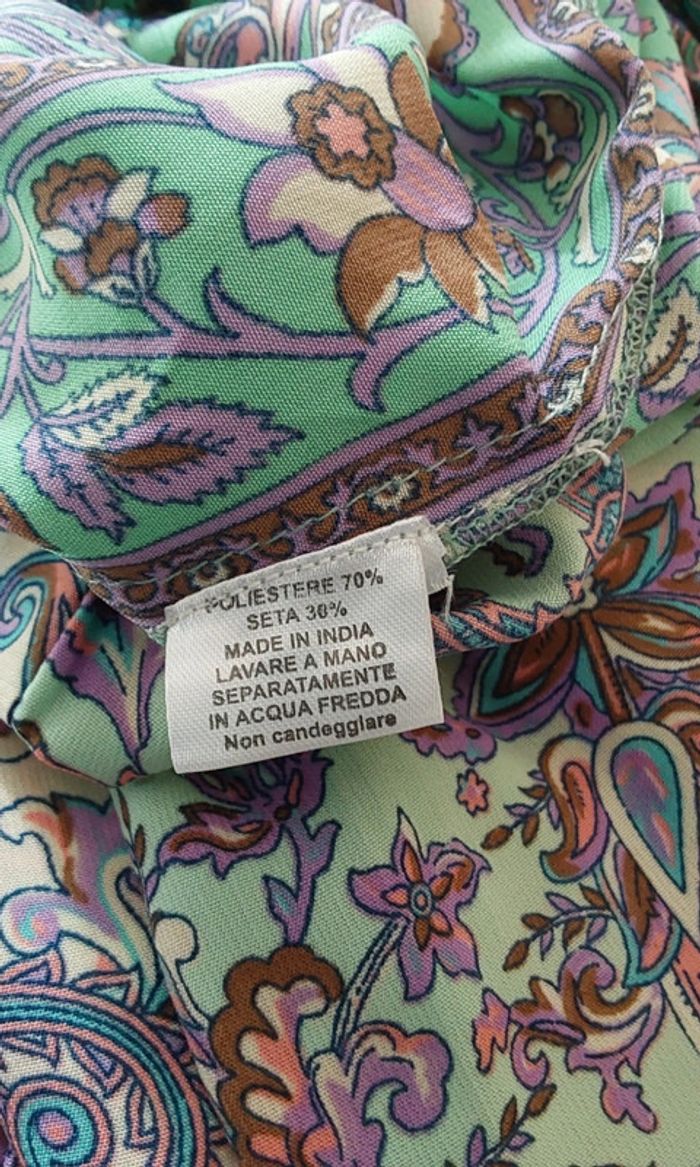 POLIESTERE 70%
SETA 30%
MADE IN INDIA
LAVARE A MANO
SEPARATAMENTE
IN ACQUA FREDDA
Non candeggiare